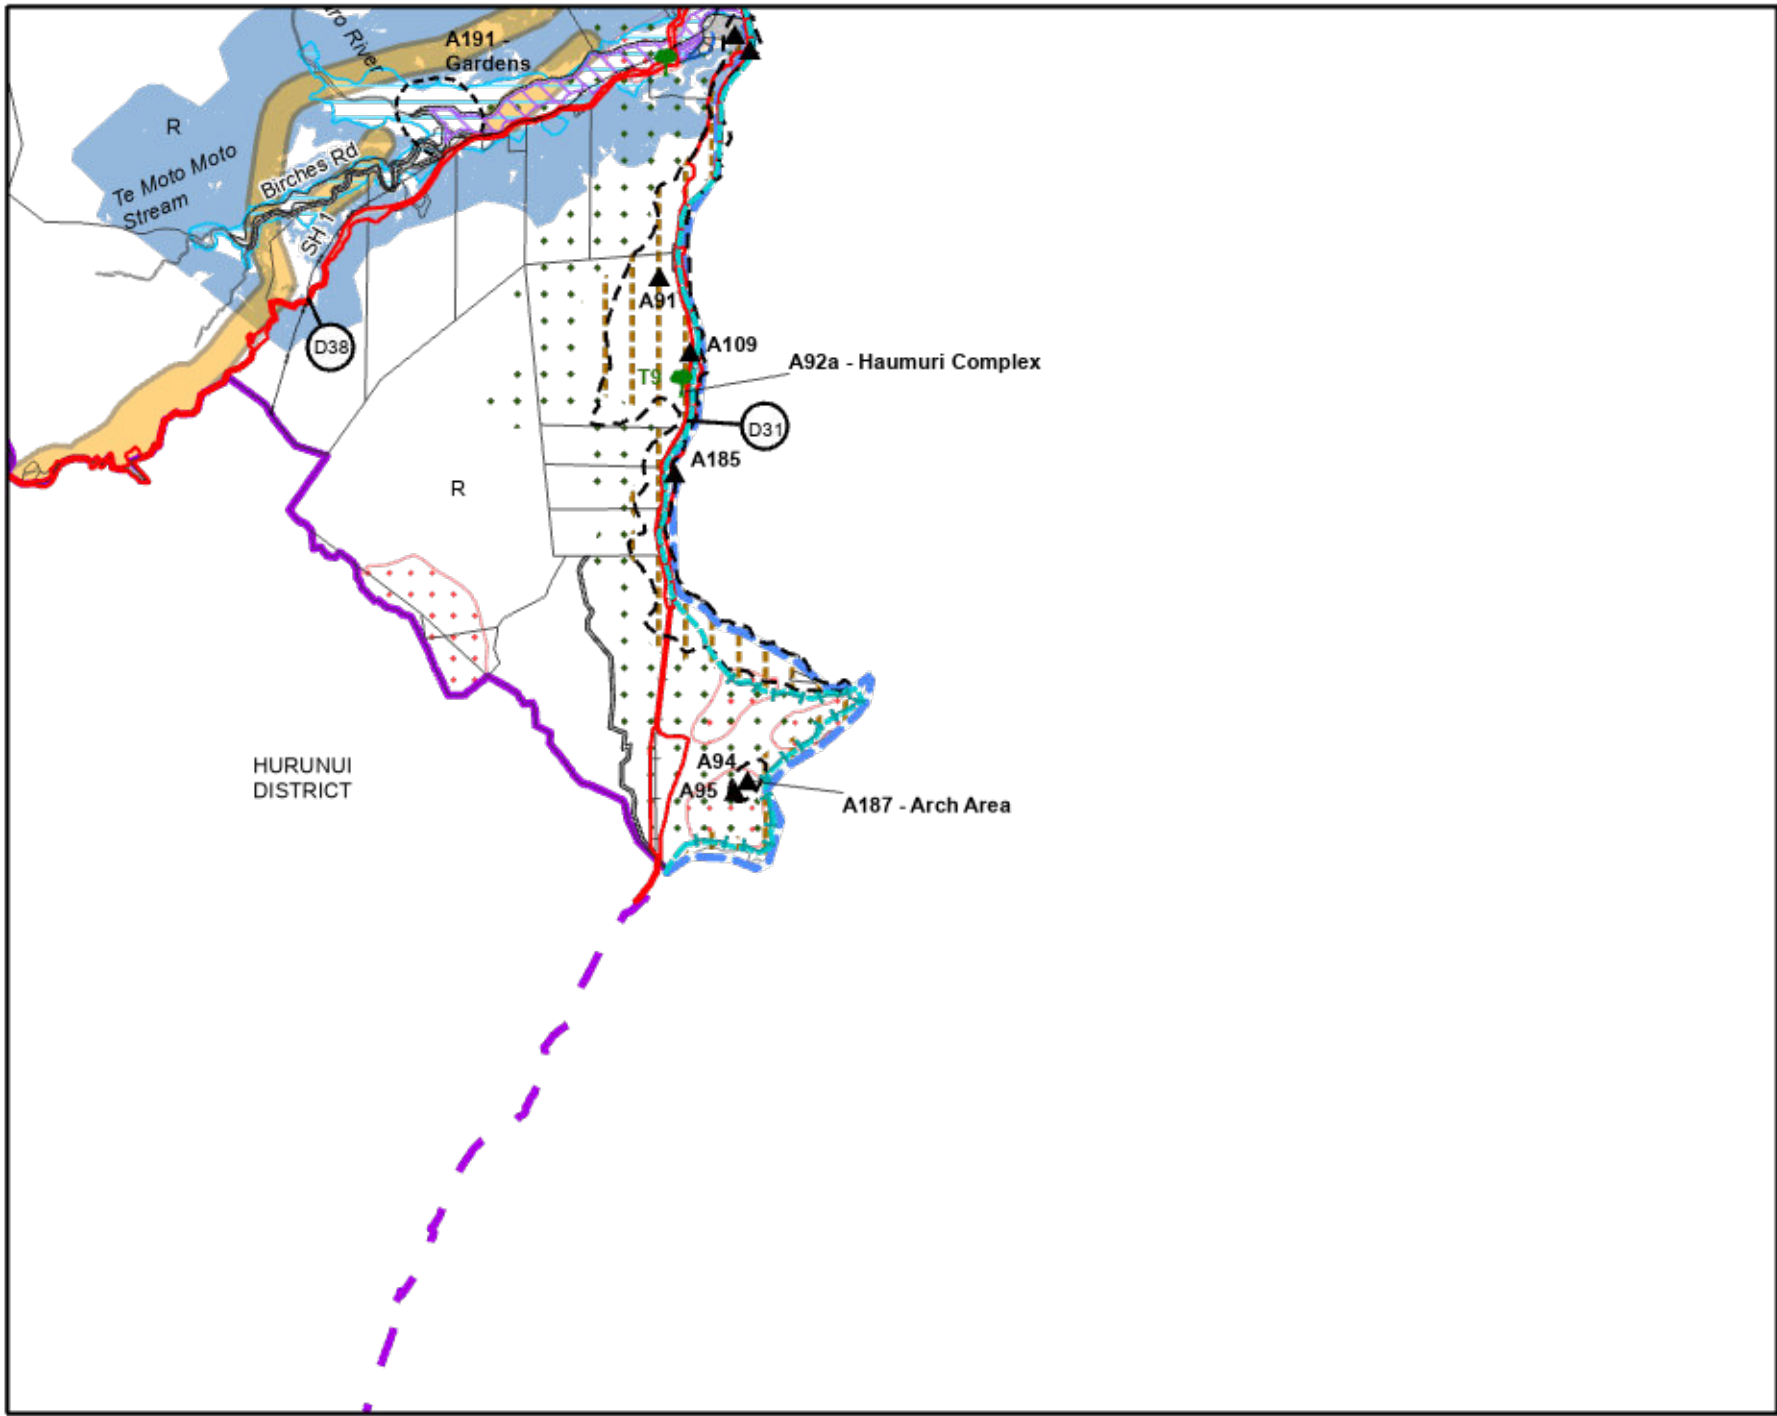 River
A191 -
Gardens
R
Te Moto Moto
Stream
Birches Rd
SH 1
A91
D38
A109
A92a - Haumuri Complex
T9
D31
A185
R
HURUNUI
DISTRICT
A94
A95
A187 - Arch Area